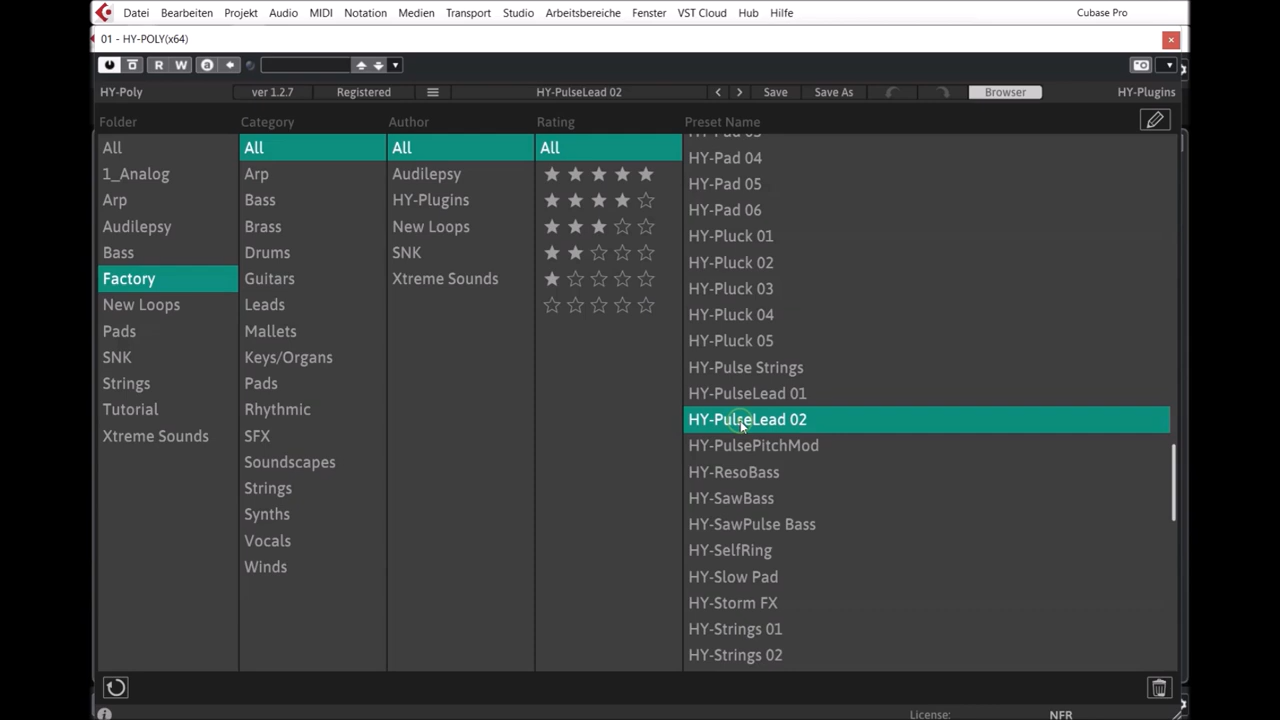 Datei Bearbeiten Projekt Audio MIDI Notation Medien Transport Studio Arbeitsbereiche Fenster VST Cloud Hub Hilfe Cubase Pro
01 - HY-POLY(x64)
R W
HY-Poly ver 1.2.7 Registered HY-PulseLead 02 Save Save As Browser HY-Plugins
Folder Category Author Rating Preset Name
All
1_Analog
Arp
Audilepsy
Bass
Factory
New Loops
Pads
SNK
Strings
Tutorial
Xtreme Sounds
All
Arp
Bass
Brass
Drums
Guitars
Leads
Mallets
Keys/Organs
Pads
Rhythmic
SFX
Soundscapes
Strings
Synths
Vocals
Winds
All
Audilepsy
HY-Plugins
New Loops
SNK
Xtreme Sounds
All
HY-Pad 03
HY-Pad 04
HY-Pad 05
HY-Pad 06
HY-Pluck 01
HY-Pluck 02
HY-Pluck 03
HY-Pluck 04
HY-Pluck 05
HY-Pulse Strings
HY-PulseLead 01
HY-PulseLead 02
HY-PulsePitchMod
HY-ResoBass
HY-SawBass
HY-SawPulse Bass
HY-SelfRing
HY-Slow Pad
HY-Storm FX
HY-Strings 01
HY-Strings 02
License: NFR